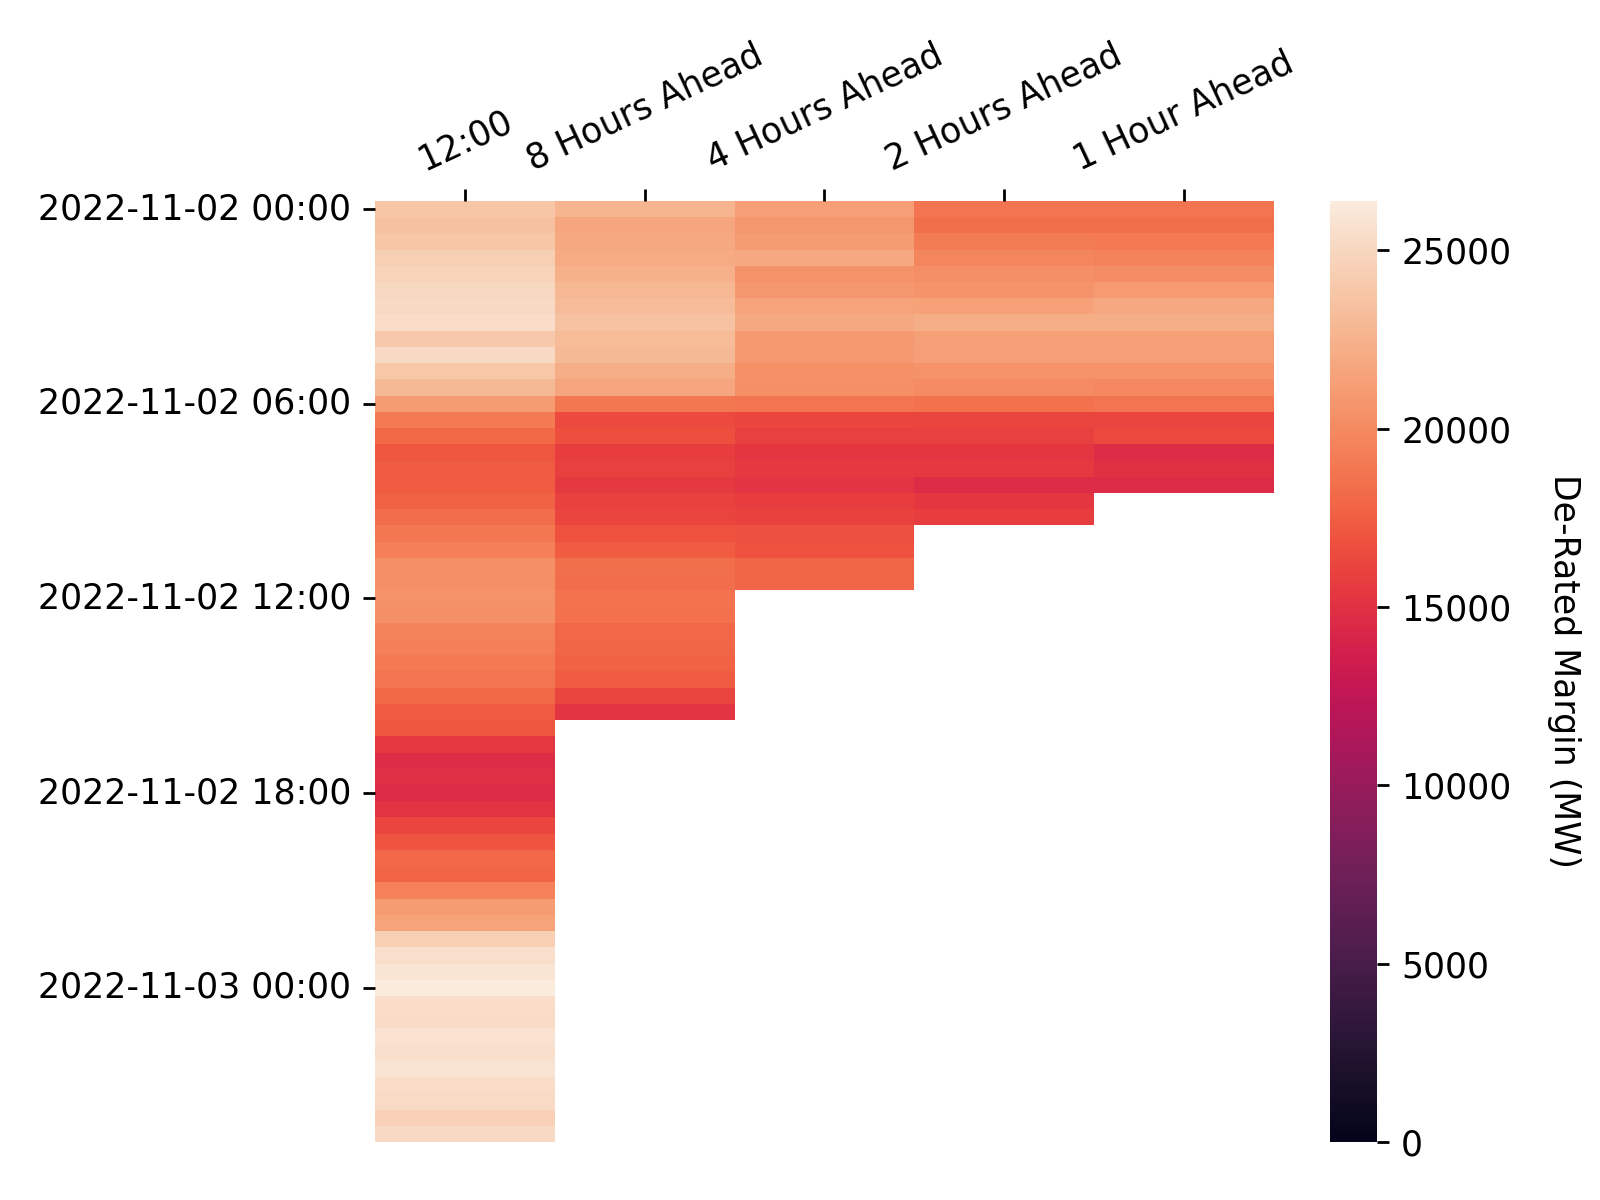 12:00
8 Hours Ahead
4 Hours Ahead
2 Hours Ahead
1 Hour Ahead
2022-11-02 00:00
2022-11-02 06:00
2022-11-02 12:00
2022-11-02 18:00
2022-11-03 00:00
25000
20000
15000
10000
5000
0
De-Rated Margin (MW)